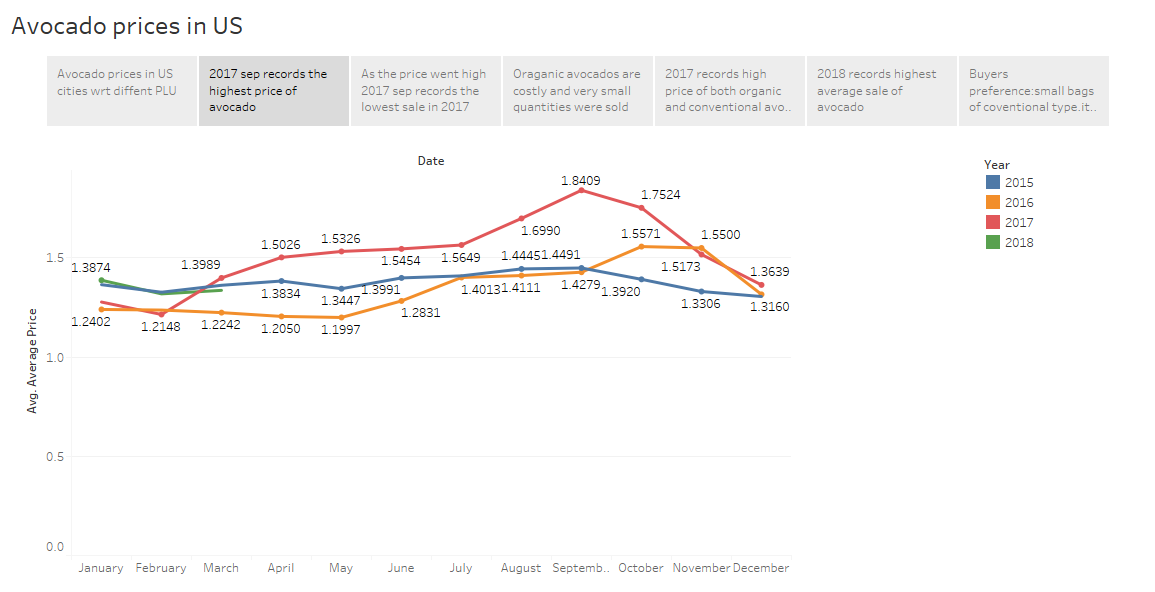 Avocado prices in US
Avocado prices in US
cities wrt diffent PLU
2017 sep records the
highest price of
avocado
As the price went high
2017 sep records the
lowest sale in 2017
Oraganic avocados are
costly and very small
quantities were sold
2017 records high
price of both organic
and conventional avo..
2018 records highest
average sale of
avocado
Buyers
preference:small bags
of coventional type.it..
Date
Year
2015
2016
2017
2018
Avg. Average Price
1.5
1.0
0.5
0.0
1.8409
1.7524
1.6990
1.5571
1.5500
1.5026
1.5326
1.5454
1.5649
1.4445
1.4491
1.5173
1.3874
1.3989
1.3639
1.3834
1.3447
1.3991
1.4013
1.4111
1.4279
1.3920
1.3306
1.3160
1.2402
1.2148
1.2242
1.2050
1.1997
1.2831
January
February
March
April
May
June
July
August
Septemb..
October
November
December